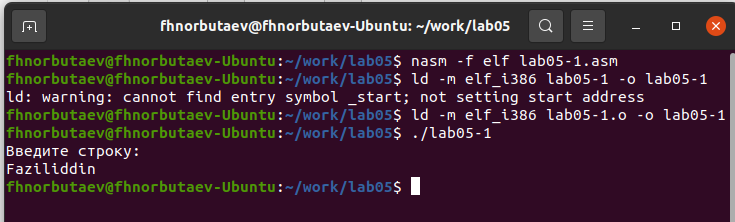 fhnorbutaev@fhnorbutaev-Ubuntu: ~/work/lab05
fhnorbutaev@fhnorbutaev-Ubuntu:~/work/lab05$ nasm -f elf lab05-1.asm
fhnorbutaev@fhnorbutaev-Ubuntu:~/work/lab05$ ld -m elf_i386 lab05-1 -o lab05-1
ld: warning: cannot find entry symbol _start; not setting start address
fhnorbutaev@fhnorbutaev-Ubuntu:~/work/lab05$ ld -m elf_i386 lab05-1.o -o lab05-1
fhnorbutaev@fhnorbutaev-Ubuntu:~/work/lab05$ ./lab05-1
Введите строку:
Faziliddin
fhnorbutaev@fhnorbutaev-Ubuntu:~/work/lab05$